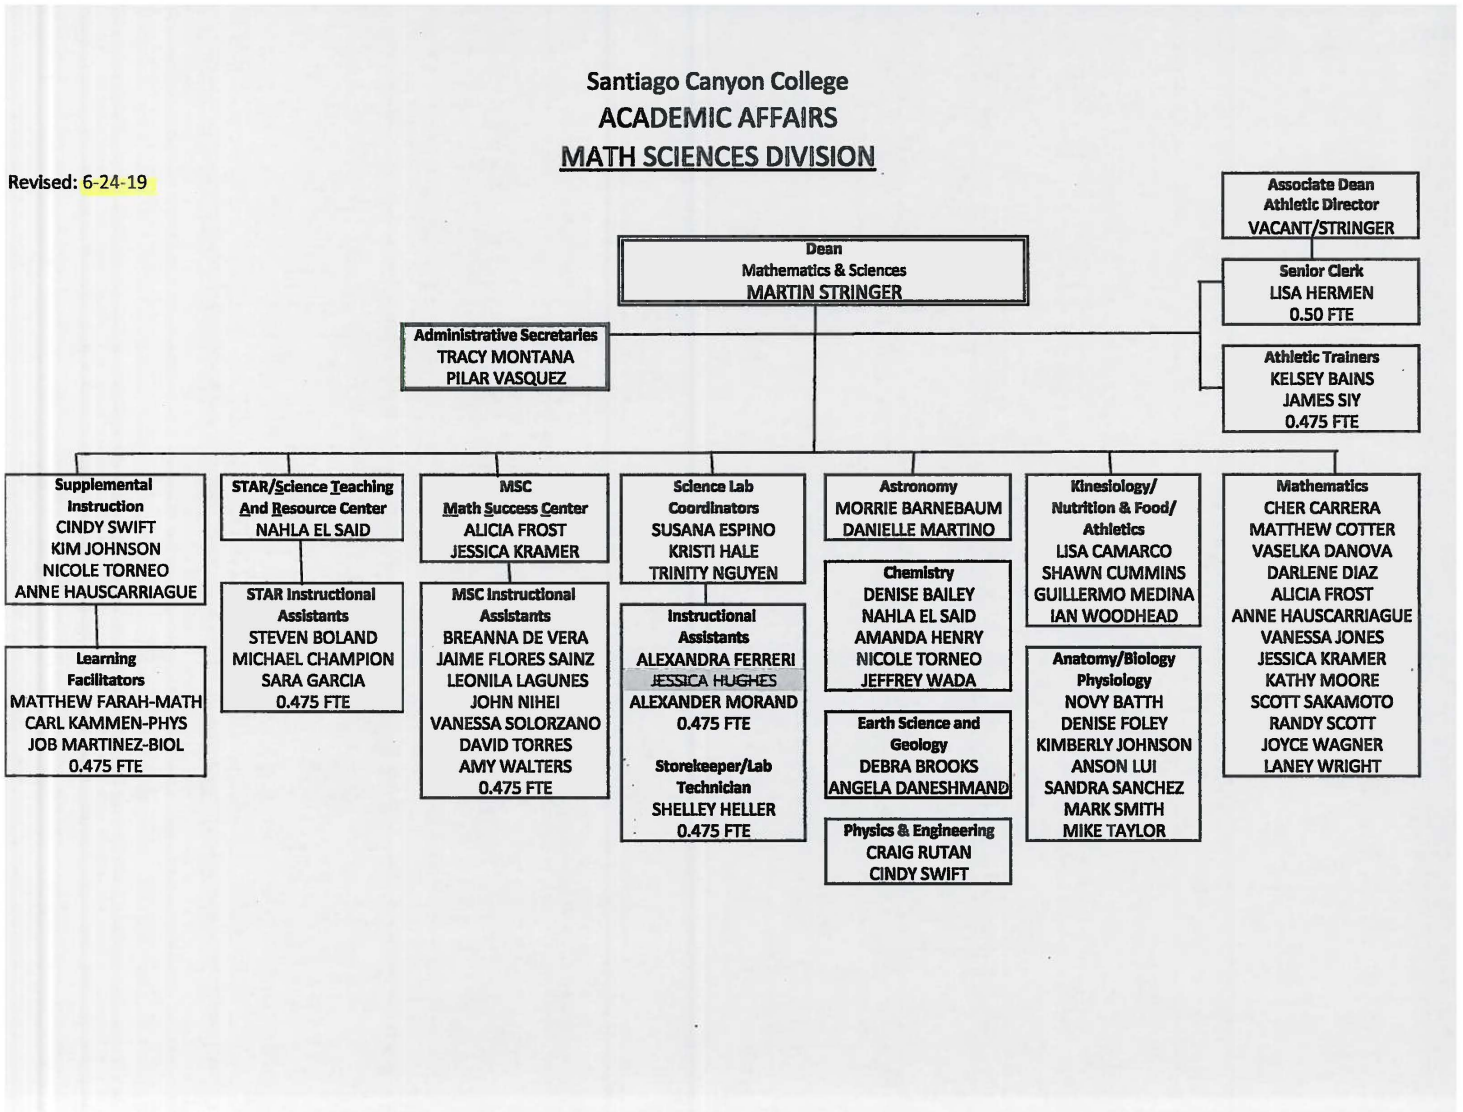 Santiago Canyon College
ACADEMIC AFFAIRS
MATH SCIENCES DIVISION
Revised: 6-24-19
Associate Dean
Athletic Director
VACANT/STRINGER
Dean
Mathematics & Sciences
MARTIN STRINGER
Senior Clerk
LISA HERMEN
0.50 FTE
Administrative Secretaries
TRACY MONTANA
PILAR VASQUEZ
Athletic Trainers
KELSEY BAINS
JAMES SIY
0.475 FTE
Supplemental
Instruction
CINDY SWIFT
KIM JOHNSON
NICOLE TORNEO
ANNE HAUSCARRIAGUE
Learning
Facilitators
MATTHEW FARAH-MATH
CARL KAMMEN-PHYS
JOB MARTINEZ-BIOL
0.475 FTE
STAR/Science Teaching
And Resource Center
NAHLA EL SAID
STAR Instructional
Assistants
STEVEN BOLAND
MICHAEL CHAMPION
SARA GARCIA
0.475 FTE
MSC
Math Success Center
ALICIA FROST
JESSICA KRAMER
MSC Instructional
Assistants
BREANNA DE VERA
JAIME FLORES SAINZ
LEONILA LAGUNES
JOHN NIHEI
VANESSA SOLORZANO
DAVID TORRES
AMY WALTERS
0.475 FTE
Science Lab
Coordinators
SUSANA ESPINO
KRISTI HALE
TRINITY NGUYEN
Instructional
Assistants
ALEXANDRA FERRERI
JESSICA HUGHES
ALEXANDER MORAND
0.475 FTE
Storekeeper/Lab
Technician
SHELLEY HELLER
0.475 FTE
Astronomy
MORRIE BARNEBAUM
DANIELLE MARTINO
Chemistry
DENISE BAILEY
NAHLA EL SAID
AMANDA HENRY
NICOLE TORNEO
JEFFREY WADA
Earth Science and
Geology
DEBRA BROOKS
ANGELA DANESHMAND
Physics & Engineering
CRAIG RUTAN
CINDY SWIFT
Kinesiology/
Nutrition & Food/
Athletics
LISA CAMARCO
SHAWN CUMMINS
GUILLERMO MEDINA
IAN WOODHEAD
Anatomy/Biology
Physiology
NOVY BATTH
DENISE FOLEY
KIMBERLY JOHNSON
ANSON LUI
SANDRA SANCHEZ
MARK SMITH
MIKE TAYLOR
Mathematics
CHER CARRERA
MATTHEW COTTER
VASELKA DANOVA
DARLENE DIAZ
ALICIA FROST
ANNE HAUSCARRIAGUE
VANESSA JONES
JESSICA KRAMER
KATHY MOORE
SCOTT SAKAMOTO
RANDY SCOTT
JOYCE WAGNER
LANEY WRIGHT